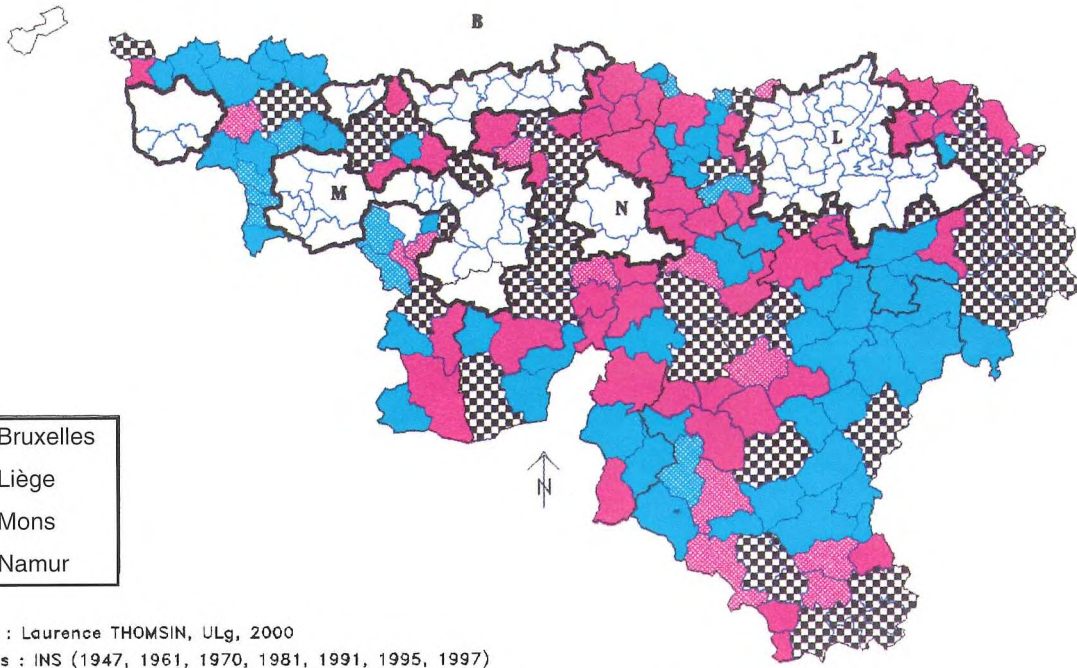 B
L
M
N
N
Bruxelles
Liège
Mons
Namur
: Laurence THOMSIN, ULg, 2000
s : INS (1947, 1961, 1970, 1981, 1991, 1995, 1997)